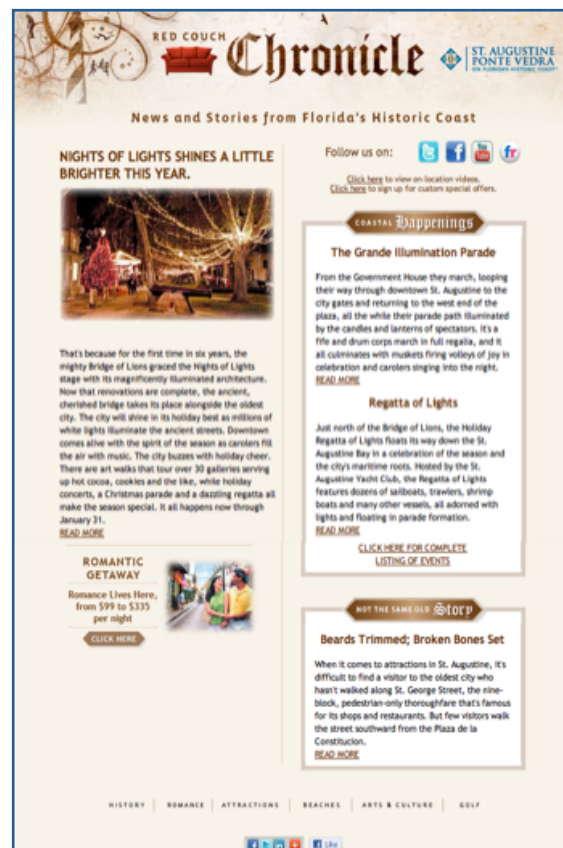 RED COUCH
Chronicle
ST. AUGUSTINE
PONTE VEDRA
ON FLORIDA'S HISTORIC COAST
News and Stories from Florida's Historic Coast
NIGHTS OF LIGHTS SHINES A LITTLE
BRIGHTER THIS YEAR.
That's because for the first time in six years, the
mighty Bridge of Lions graced the Nights of Lights
stage with its magnificently illuminated architecture.
Now that renovations are complete, the ancient,
cherished bridge takes its place alongside the oldest
city. The city will shine in its holiday best as millions of
white lights illuminate the ancient streets. Downtown
comes alive with the spirit of the season as carolers fill
the air with music. The city buzzes with holiday cheer.
There are art walks that tour over 30 galleries serving
up hot cocoa, cookies and the like, while holiday
concerts, a Christmas parade and a dazzling regatta all
make the season special. It all happens now through
January 31.
READ MORE
ROMANTIC
GETAWAY
Romance Lives Here,
from $99 to $335
per night
CLICK HERE
Follow us on:
You
Tube
fr
Click here to view on-location videos.
Click here to sign up for custom special offers.
COASTAL Happenings
The Grande Illumination Parade
From the Government House they march, looping
their way through downtown St. Augustine to the
city gates and returning to the west end of the
plaza, all the while their parade path illuminated
by the candles and lanterns of spectators. It's a
fife and drum corps march in full regalia, and it
all culminates with muskets firing volleys of joy in
celebration and carolers singing into the night.
READ MORE
Regatta of Lights
Just north of the Bridge of Lions, the Holiday
Regatta of Lights floats its way down the St.
Augustine Bay in a celebration of the season and
the city's maritime roots. Hosted by the St.
Augustine Yacht Club, the Regatta of Lights
features dozens of sailboats, trawlers, shrimp
boats and many other vessels, all adorned with
lights and floating in parade formation.
READ MORE
CLICK HERE FOR COMPLETE
LISTING OF EVENTS
NOT THE SAME OLD Story
Beards Trimmed; Broken Bones Set
When it comes to attractions in St. Augustine, it's
difficult to find a visitor to the oldest city who
hasn't walked along St. George Street, the nine-
block, pedestrian-only thoroughfare that's famous
for its shops and restaurants. But few visitors walk
the street southward from the Plaza de la
Constitucion.
READ MORE
HISTORY | ROMANCE | ATTRACTIONS | BEACHES | ARTS & CULTURE | GOLF
Like